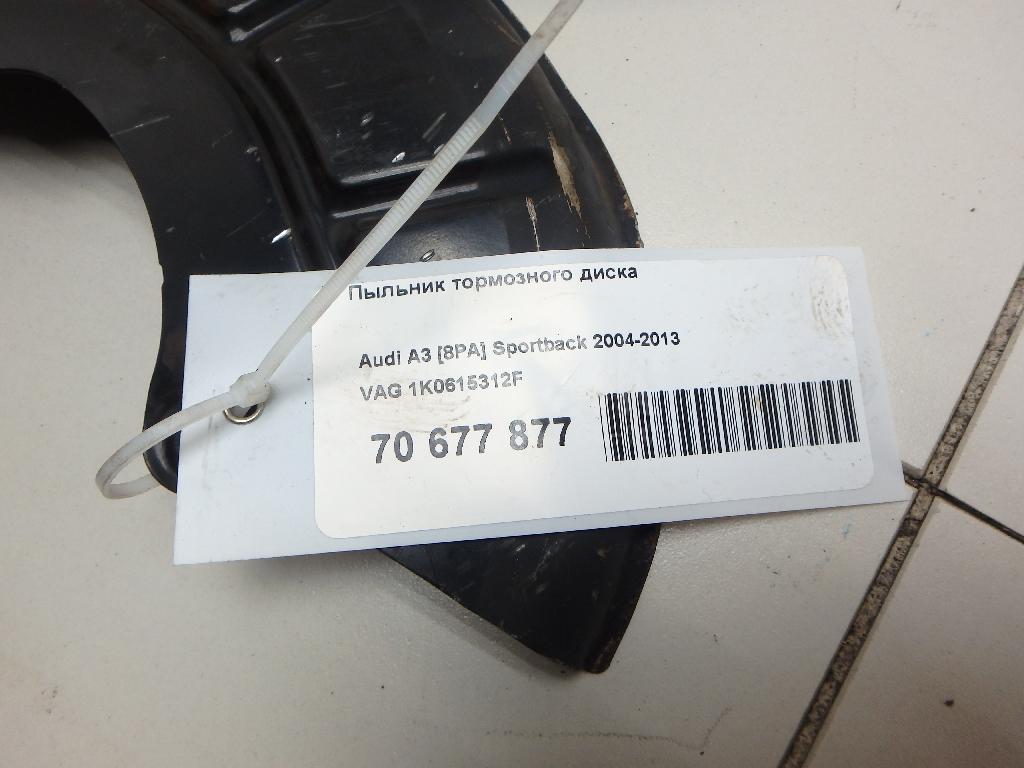 Пыльник тормозного диска
Audi A3 [8PA] Sportback 2004-2013
VAG 1K0615312F
70 677 877